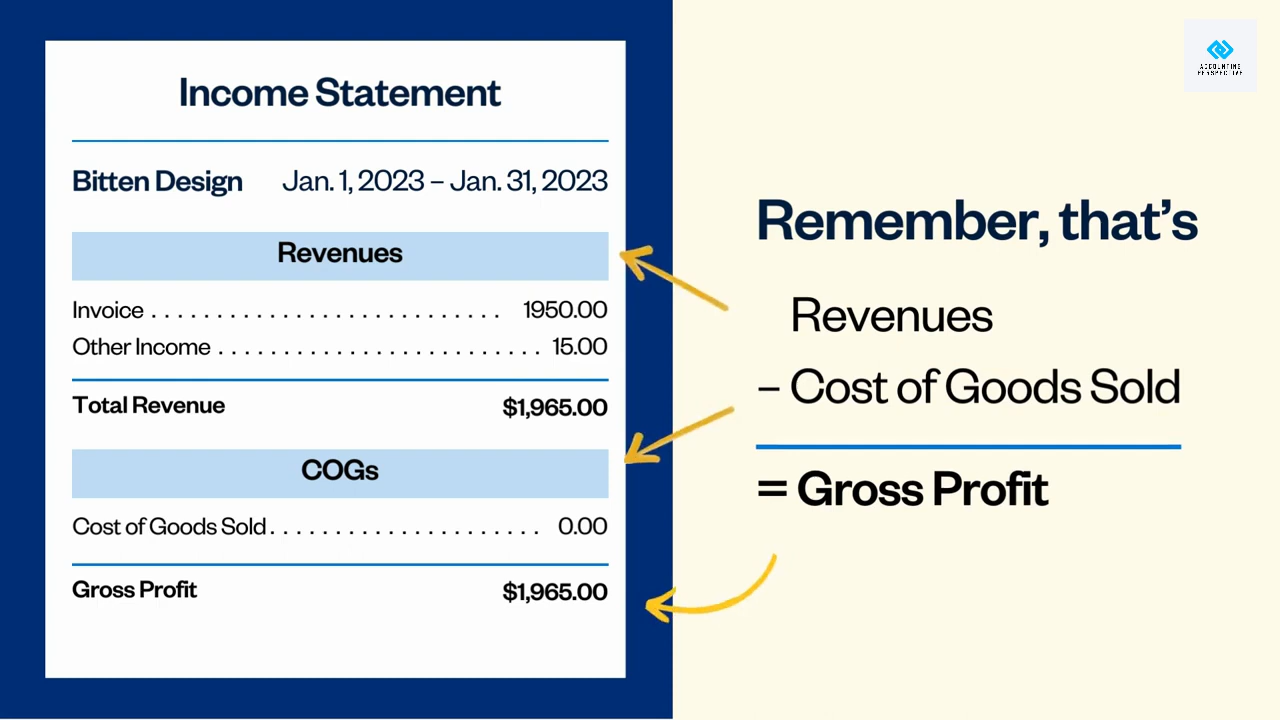 Income Statement
Bitten Design Jan. 1, 2023 – Jan. 31, 2023
Revenues
Invoice . . . . . . . . . . . . . . . . . . . . . . . . . . . 1950.00
Other Income . . . . . . . . . . . . . . . . . . . . . . . . . 15.00
Total Revenue $1,965.00
COGs
Cost of Goods Sold . . . . . . . . . . . . . . . . . . . . . 0.00
Gross Profit $1,965.00
Remember, that's
Revenues
– Cost of Goods Sold
= Gross Profit
ACCOUNTING
PERSPECTIVE